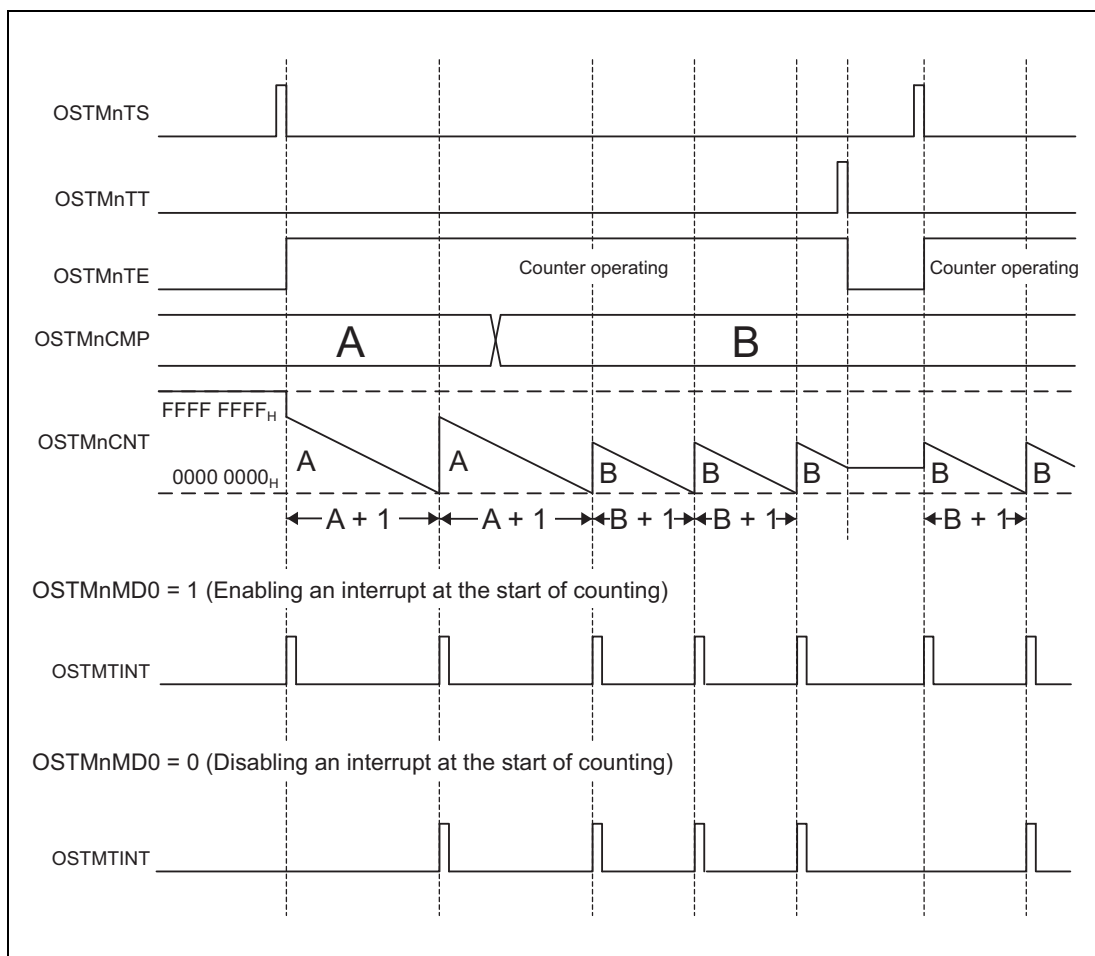 OSTMnTS
OSTMnTT
OSTMnTE
Counter operating
Counter operating
OSTMnCMP
A
B
FFFF FFFFH
OSTMnCNT
0000 0000H
A
A
B
B
B
B
B
A + 1
A + 1
B + 1
B + 1
B + 1
OSTMnMD0 = 1 (Enabling an interrupt at the start of counting)
OSTMTINT
OSTMnMD0 = 0 (Disabling an interrupt at the start of counting)
OSTMTINT